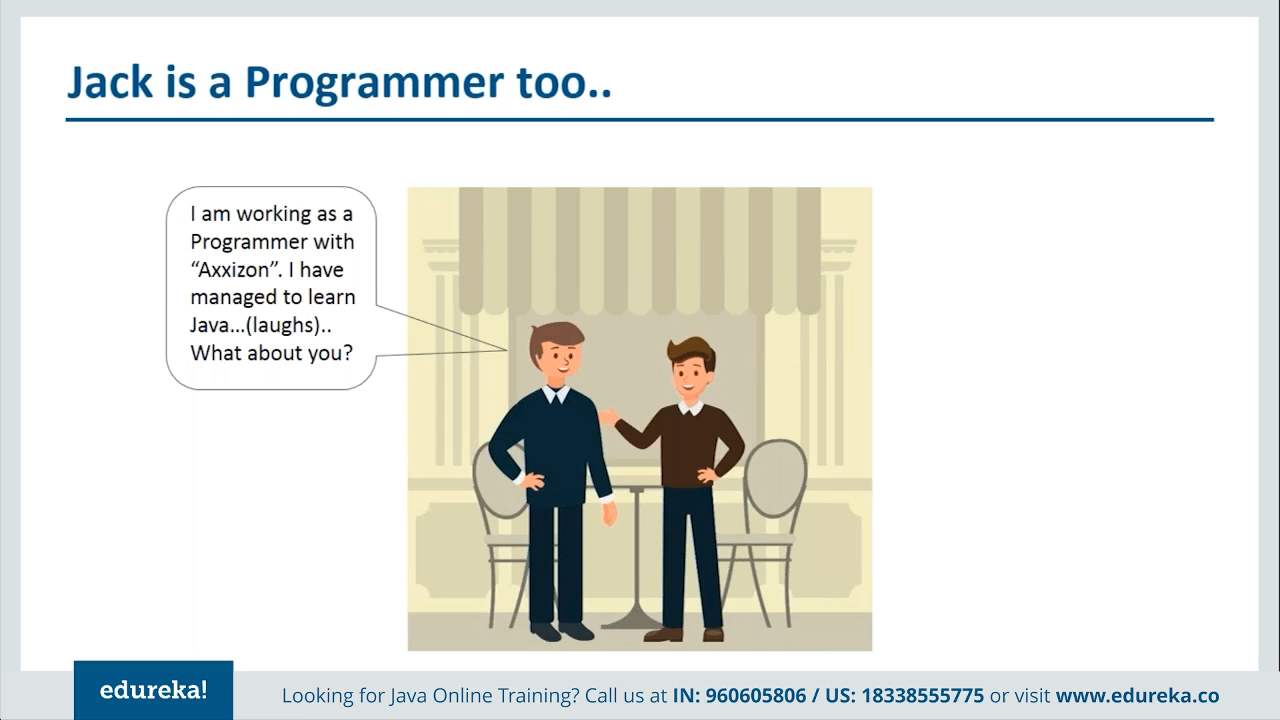 Jack is a Programmer too..
I am working as a
Programmer with
“Axxizon”. I have
managed to learn
Java...(laughs)..
What about you?
edureka!
Looking for Java Online Training? Call us at IN: 960605806 / US: 18338555775 or visit www.edureka.co